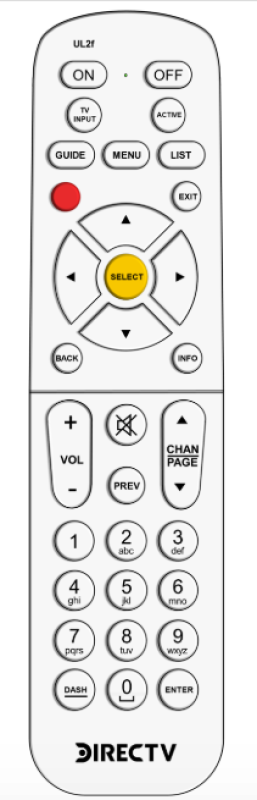 UL2f
ON OFF
TV
INPUT
ACTIVE
GUIDE MENU LIST
EXIT
SELECT
BACK INFO
+
VOL
-
CHAN
PAGE
PREV
1 2 3
abc def
4 5 6
ghi jkl mno
7 8 9
pqrs tuv wxyz
DASH 0 ENTER
DIRECTV